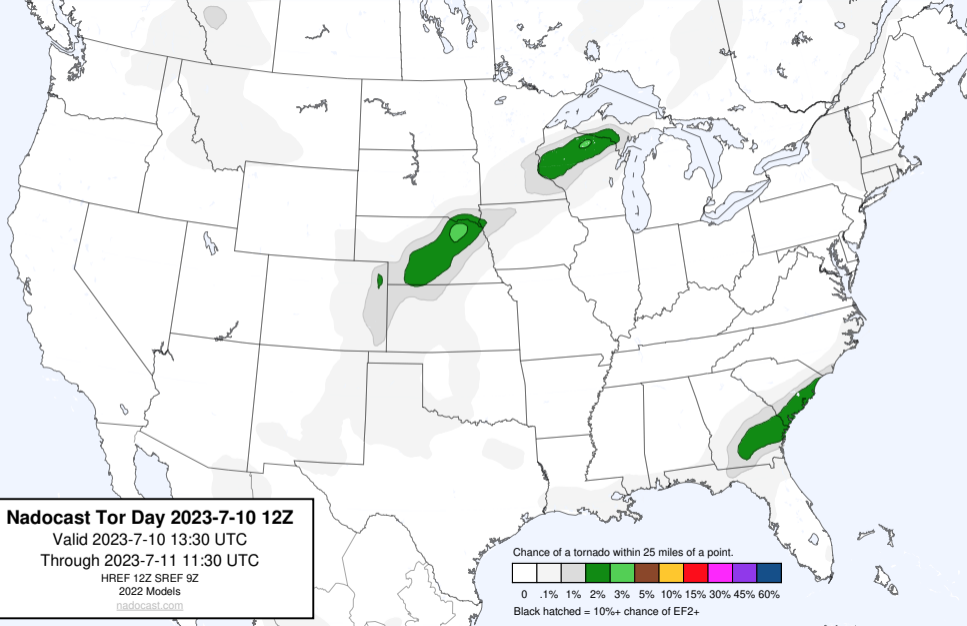 Nadocast Tor Day 2023-7-10 12Z
Valid 2023-7-10 13:30 UTC
Through 2023-7-11 11:30 UTC
HREF 12Z SREF 9Z
2022 Models
nadocast.com
Chance of a tornado within 25 miles of a point.
0 .1% 1% 2% 3% 5% 10% 15% 30% 45% 60%
Black hatched = 10%+ chance of EF2+